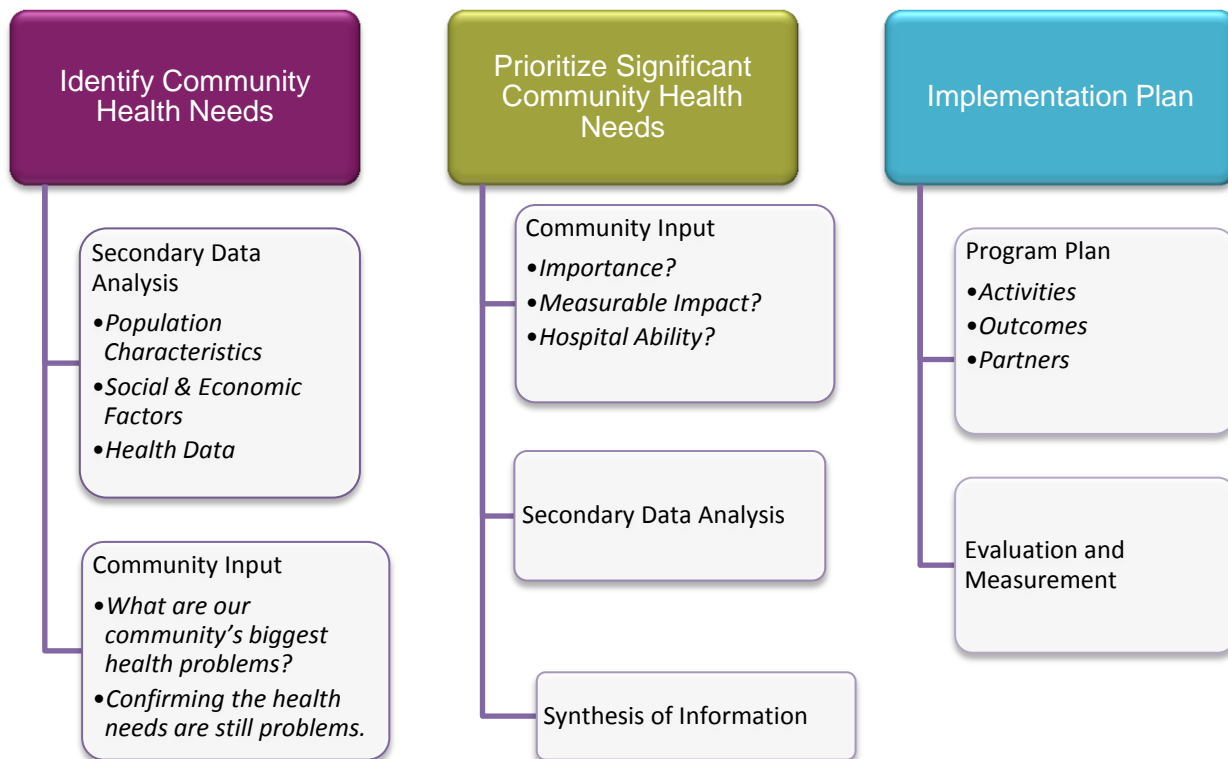 Identify Community
Health Needs
Secondary Data
Analysis
•Population
Characteristics
•Social & Economic
Factors
•Health Data
Community Input
•What are our
community’s biggest
health problems?
•Confirming the health
needs are still problems.
Prioritize Significant
Community Health
Needs
Community Input
•Importance?
•Measurable Impact?
•Hospital Ability?
Secondary Data Analysis
Synthesis of Information
Implementation Plan
Program Plan
•Activities
•Outcomes
•Partners
Evaluation and
Measurement